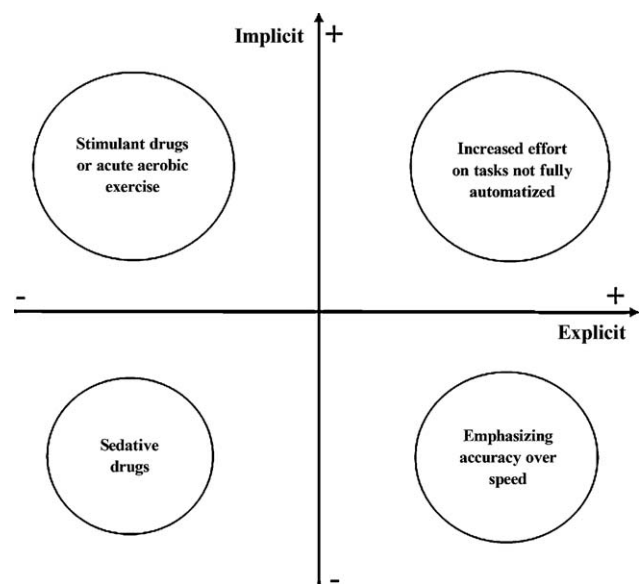 Implicit +
Stimulant drugs
or acute aerobic
exercise
Increased effort
on tasks not fully
automatized
- +
Explicit
Sedative
drugs
Emphasizing
accuracy over
speed
-